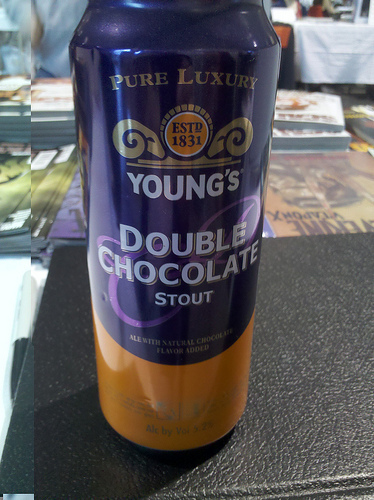 PURE LUXURY
ESTD
1831
YOUNG'S
DOUBLE
CHOCOLATE
STOUT
ALE WITH NATURAL CHOCOLATE
FLAVOR ADDED